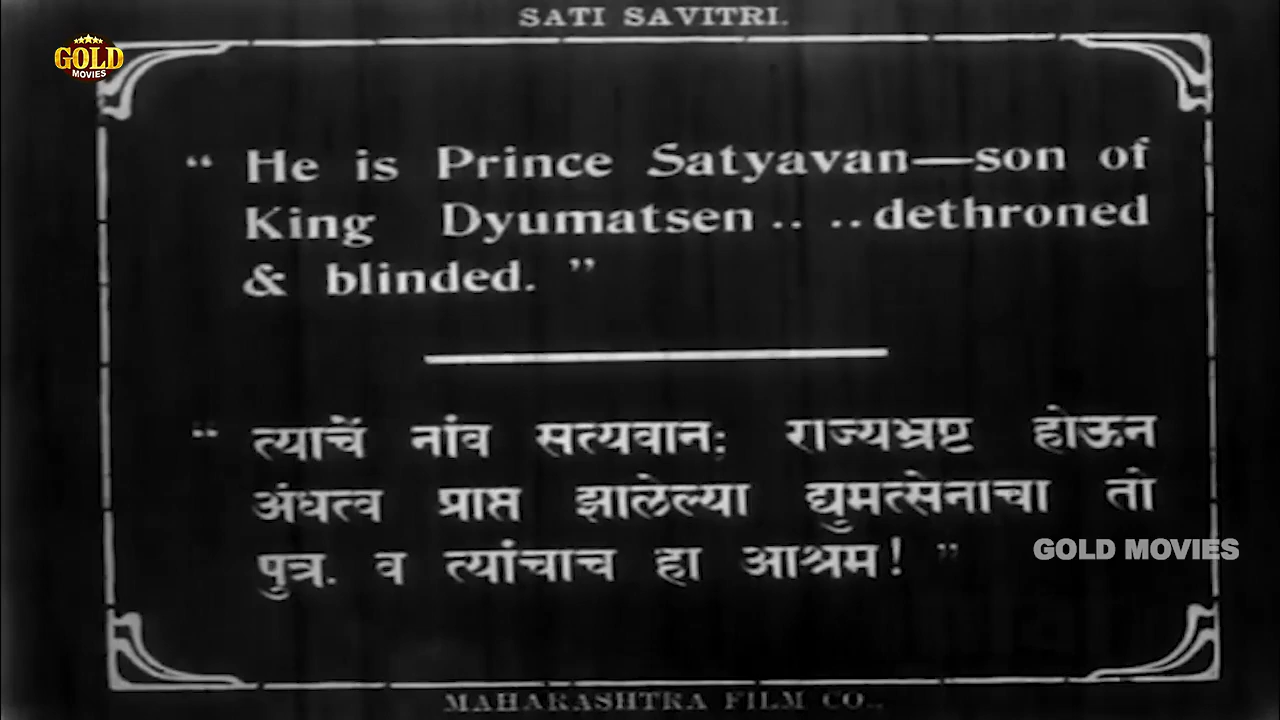 SATI SAVITRI.
GOLD
MOVIES
“ He is Prince Satyavan—son of
King Dyumatsen .. ..dethroned
& blinded. ”
“ त्याचें नांव सत्यवान; राज्यभ्रष्ट होऊन
अंधत्व प्राप्त झालेल्या द्युमत्सेनाचा तो
पुत्र. व त्यांचाच हा आश्रम! ”
GOLD MOVIES
MAHARASHTRA FILM CO..